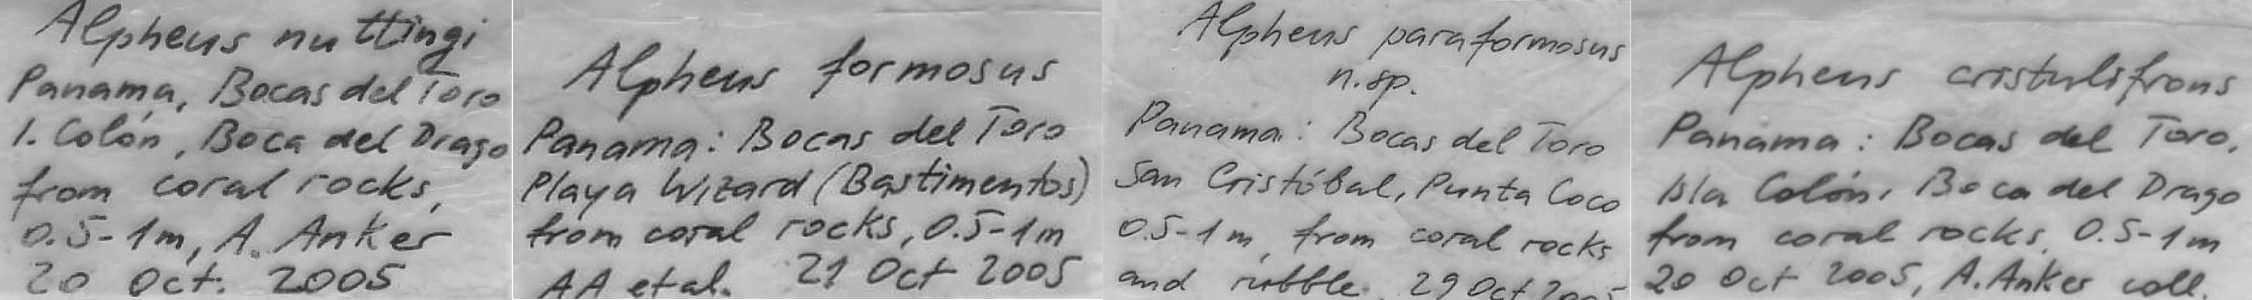 Alpheus nuttingi
Panama, Bocas del Toro
I. Colón, Boca del Drago
from coral rocks,
0.5-1m, A. Anker
20 Oct. 2005
Alpheus formosus
Panama: Bocas del Toro
Playa Wizard (Bastimentos)
from coral rocks, 0.5-1m
AA et al. 21 Oct 2005
Alpheus paraformosus
n.sp.
Panama: Bocas del Toro
San Cristóbal, Punta Coco
0.5-1m, from coral rocks
and rubble, 29 Oct 2005
Alpheus cristulifrons
Panama: Bocas del Toro,
Isla Colón, Boca del Drago
from coral rocks, 0.5-1m
20 Oct 2005, A. Anker coll.